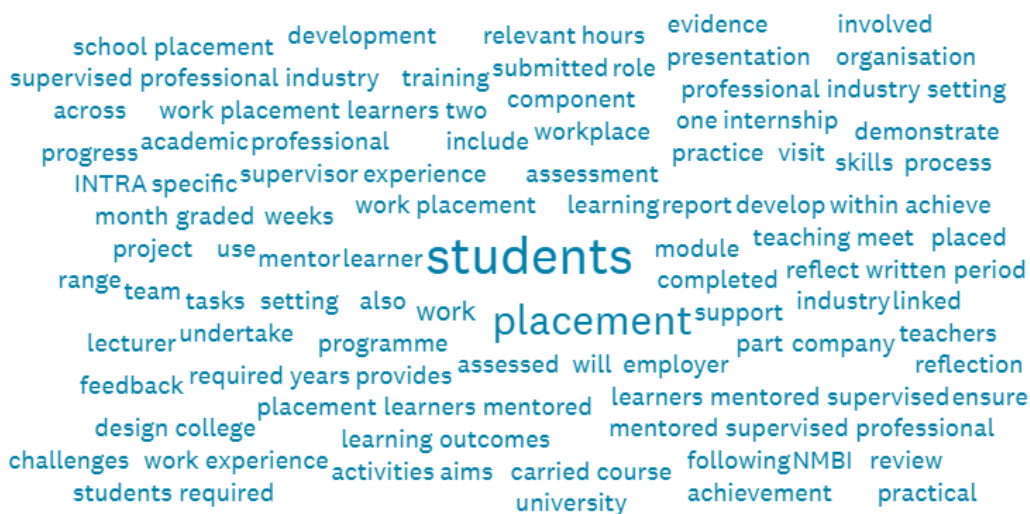 evidence involved
school placement development relevant hours presentation organisation
supervised professional industry training submitted role professional industry setting
across work placement learners two component one internship demonstrate
progress academic professional include workplace practice visit skills process
INTRA specific supervisor experience assessment
month graded weeks work placement learning report develop within achieve
project use mentor learner students module teaching meet placed
range team tasks setting also work completed reflect written period
placement support industry linked
lecturer undertake programme part company teachers
feedback required years provides assessed will employer reflection
placement learners mentored learners mentored supervised ensure
design college learning outcomes mentored supervised professional
challenges work experience activities aims carried course following NMBI review
students required university achievement practical